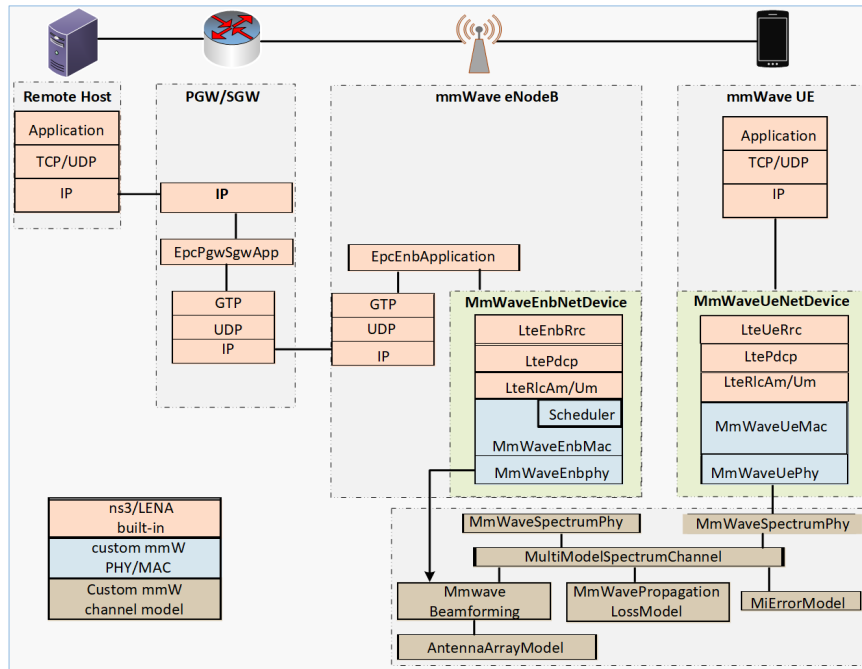 Remote Host
PGW/SGW
mmWave eNodeB
mmWave UE
Application
TCP/UDP
IP
IP
EpcPgwSgwApp
GTP
UDP
IP
EpcEnbApplication
GTP
UDP
IP
MmWaveEnbNetDevice
LteEnbRrc
LtePdcp
LteRlcAm/Um
Scheduler
MmWaveEnbMac
MmWaveEnbphy
Application
TCP/UDP
IP
MmWaveUeNetDevice
LteUeRrc
LtePdcp
LteRlcAm/Um
MmWaveUeMac
MmWaveUePhy
ns3/LENA
built-in
custom mmW
PHY/MAC
Custom mmW
channel model
MmWaveSpectrumPhy
MmWaveSpectrumPhy
MultiModelSpectrumChannel
Mmwave
Beamforming
MmWavePropagation
LossModel
MiErrorModel
AntennaArrayModel